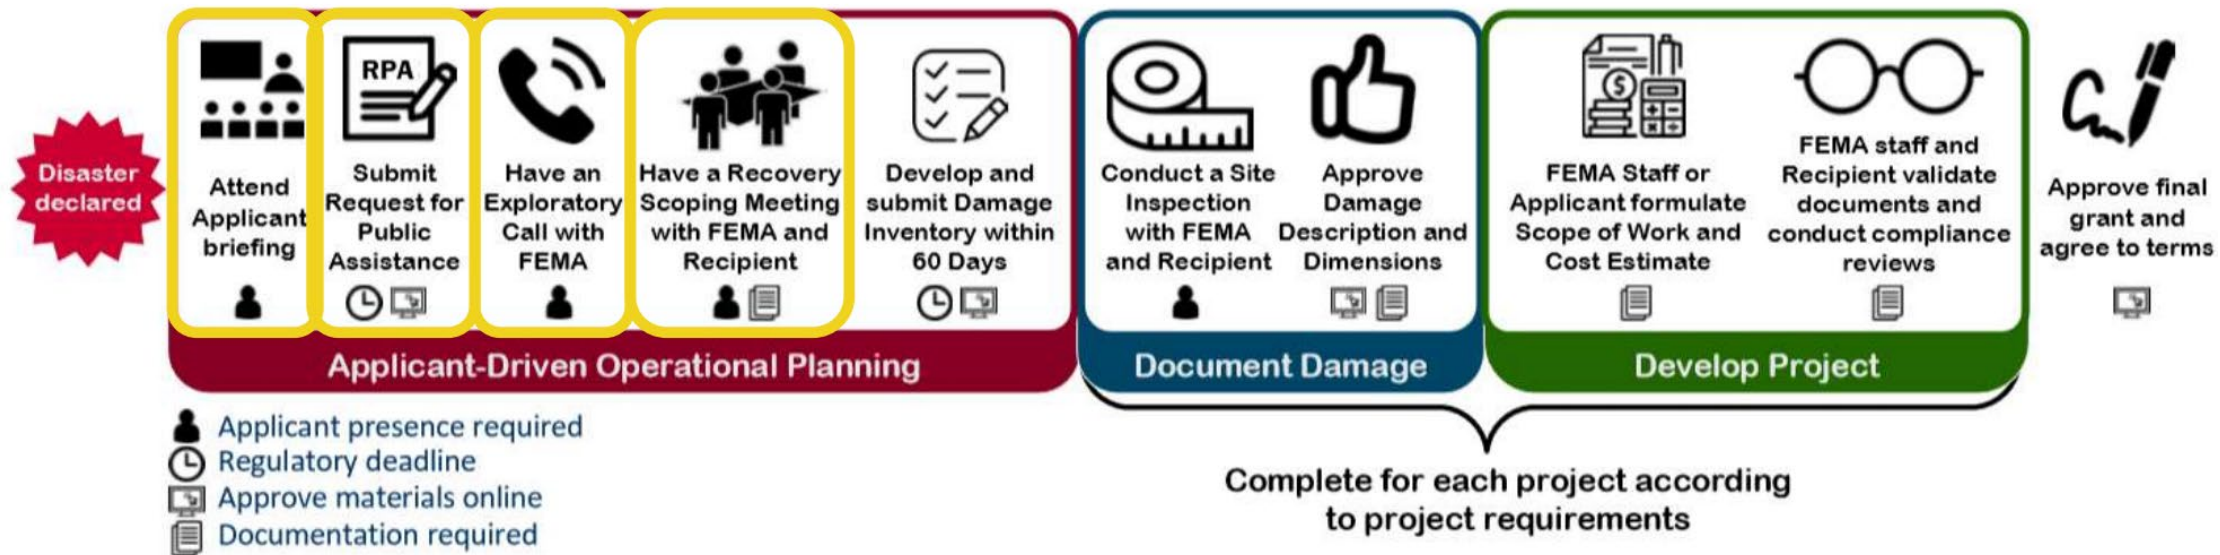 Disaster
declared
Attend
Applicant
briefing
RPA
Submit
Request for
Public
Assistance
Have an
Exploratory
Call with
FEMA
Have a Recovery
Scoping Meeting
with FEMA and
Recipient
Develop and
submit Damage
Inventory within
60 Days
Applicant-Driven Operational Planning
Conduct a Site
Inspection
with FEMA
and Recipient
Approve
Damage
Description and
Dimensions
Document Damage
$
FEMA Staff or
Applicant formulate
Scope of Work and
Cost Estimate
FEMA staff and
Recipient validate
documents and
conduct compliance
reviews
Develop Project
Approve final
grant and
agree to terms
Applicant presence required
Regulatory deadline
Approve materials online
Documentation required
Complete for each project according
to project requirements